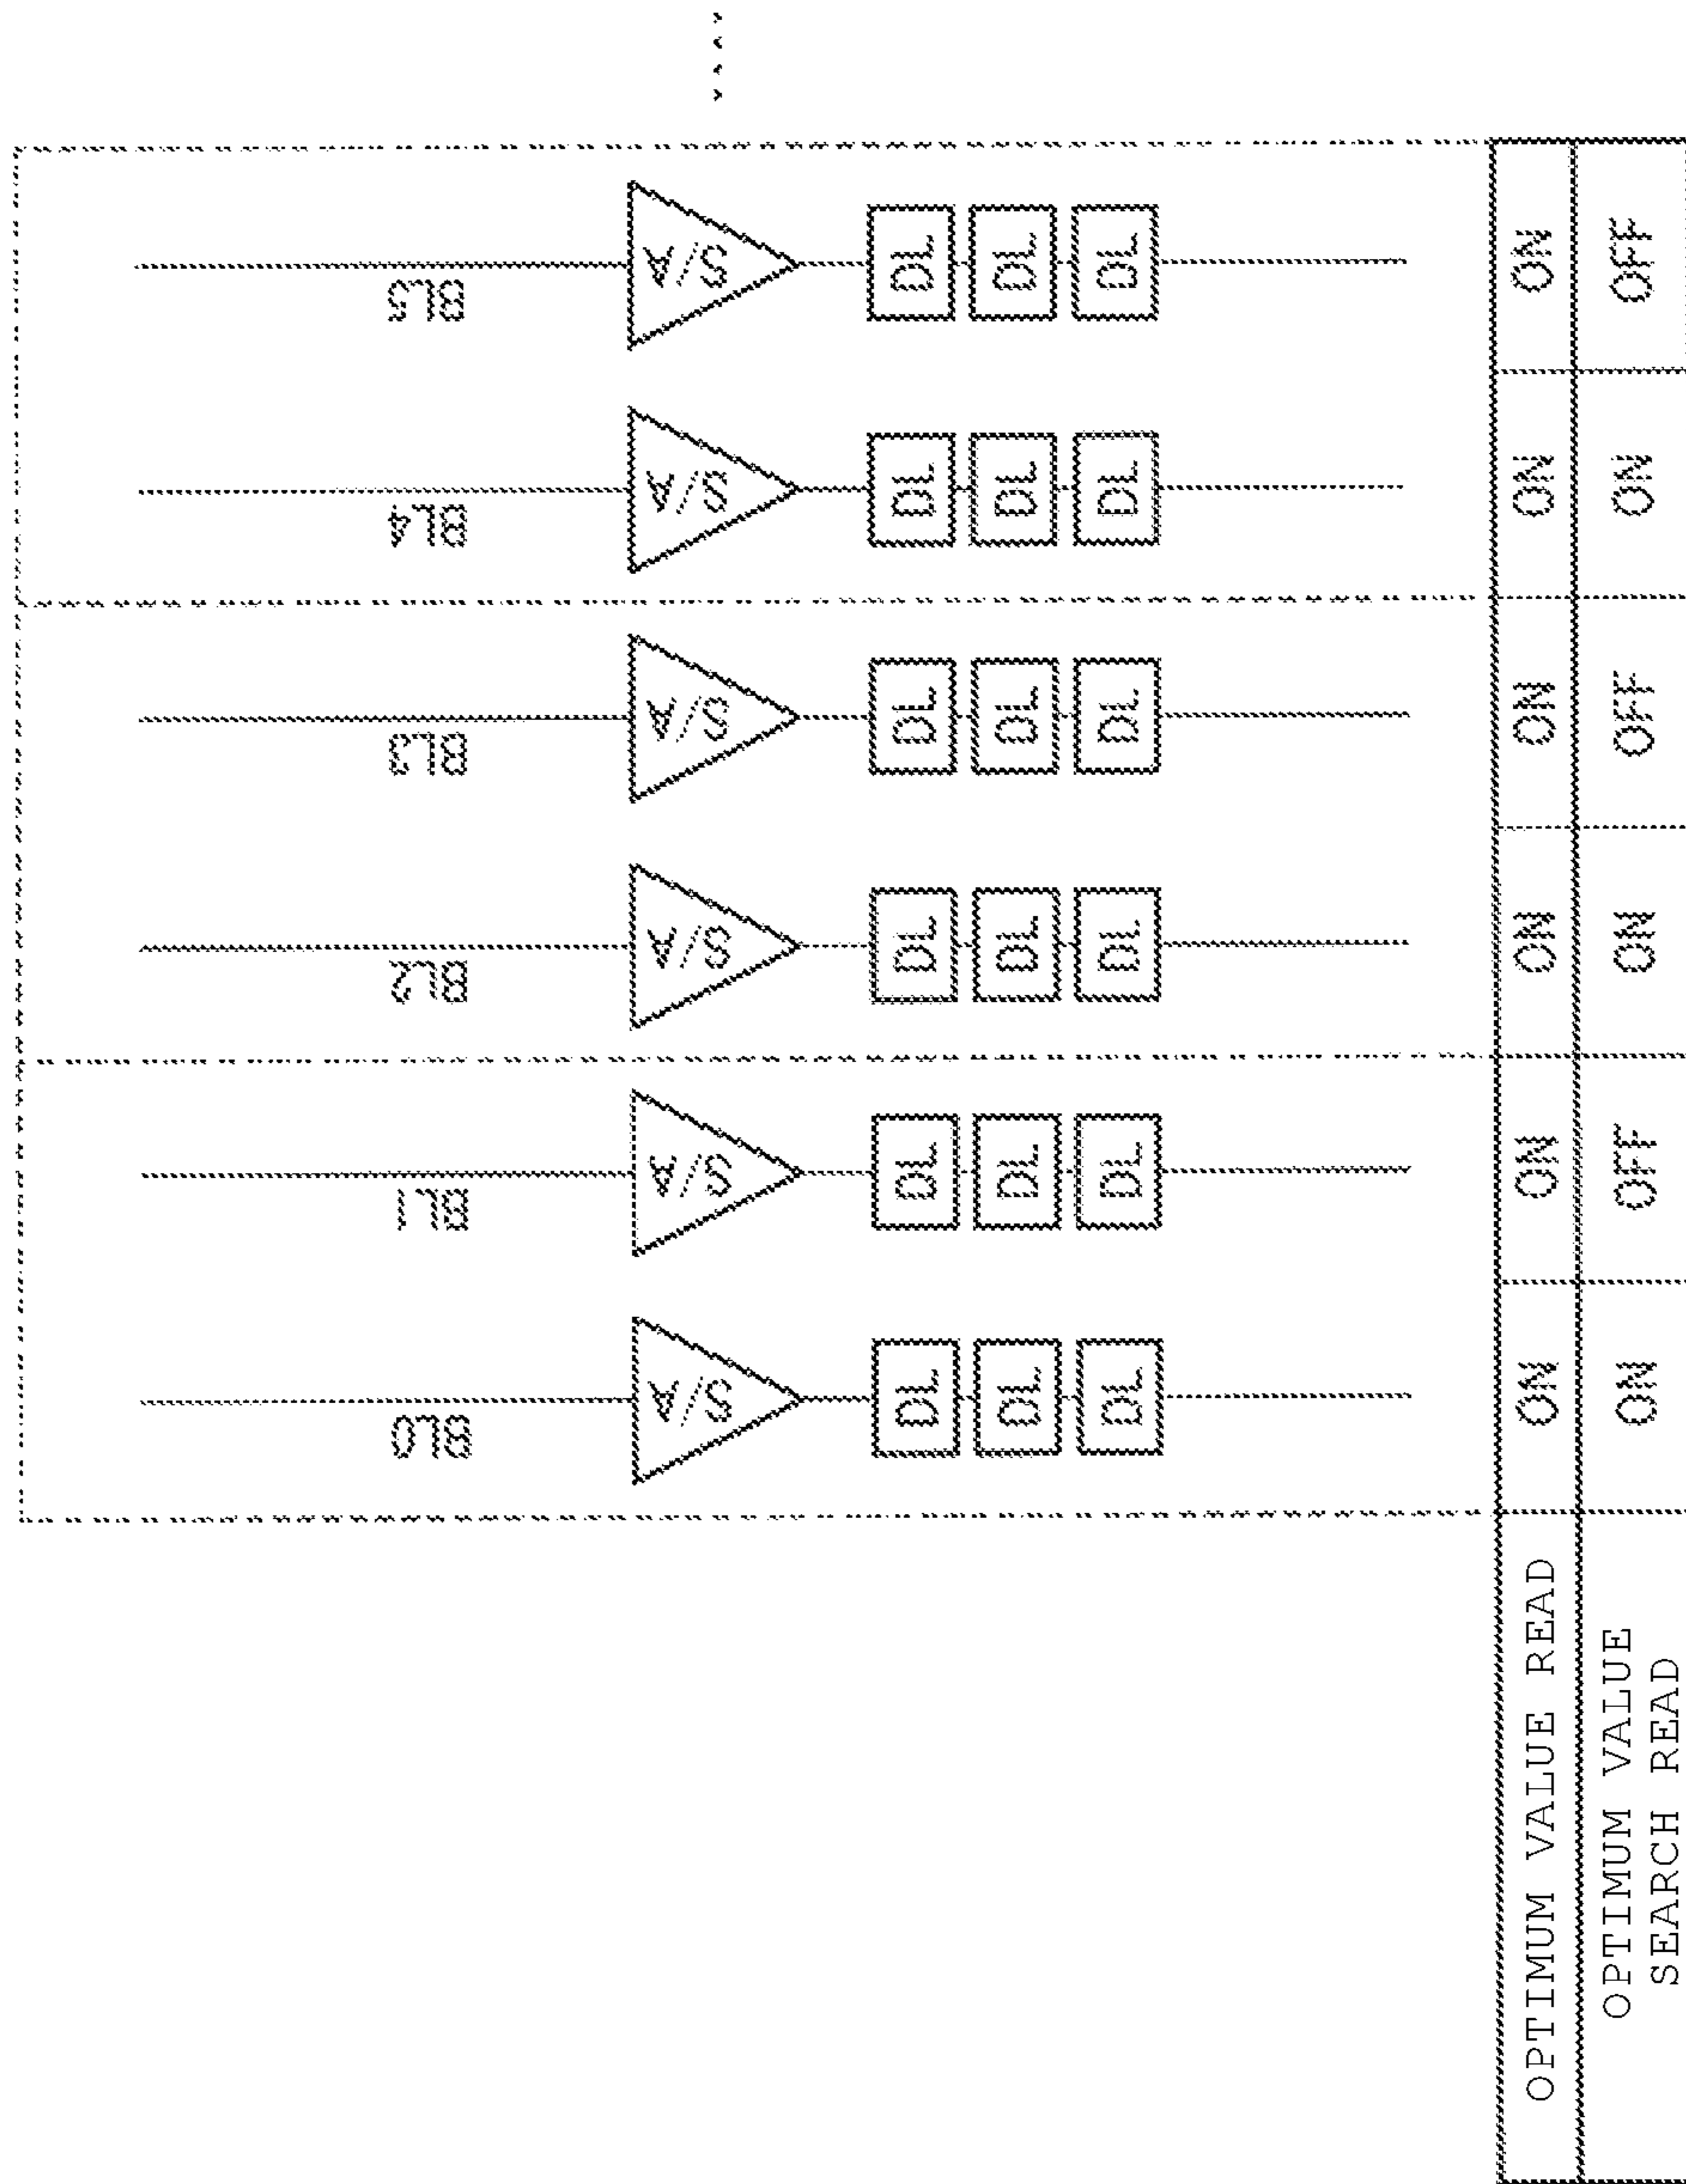 BL0 BL1 BL2 BL3 BL4 BL5
S/A S/A S/A S/A S/A S/A
DL DL DL DL DL DL
DL DL DL DL DL DL
DL DL DL DL DL DL
OPTIMUM VALUE READ ON ON ON ON ON ON
OPTIMUM VALUE
SEARCH READ ON OFF ON OFF ON OFF